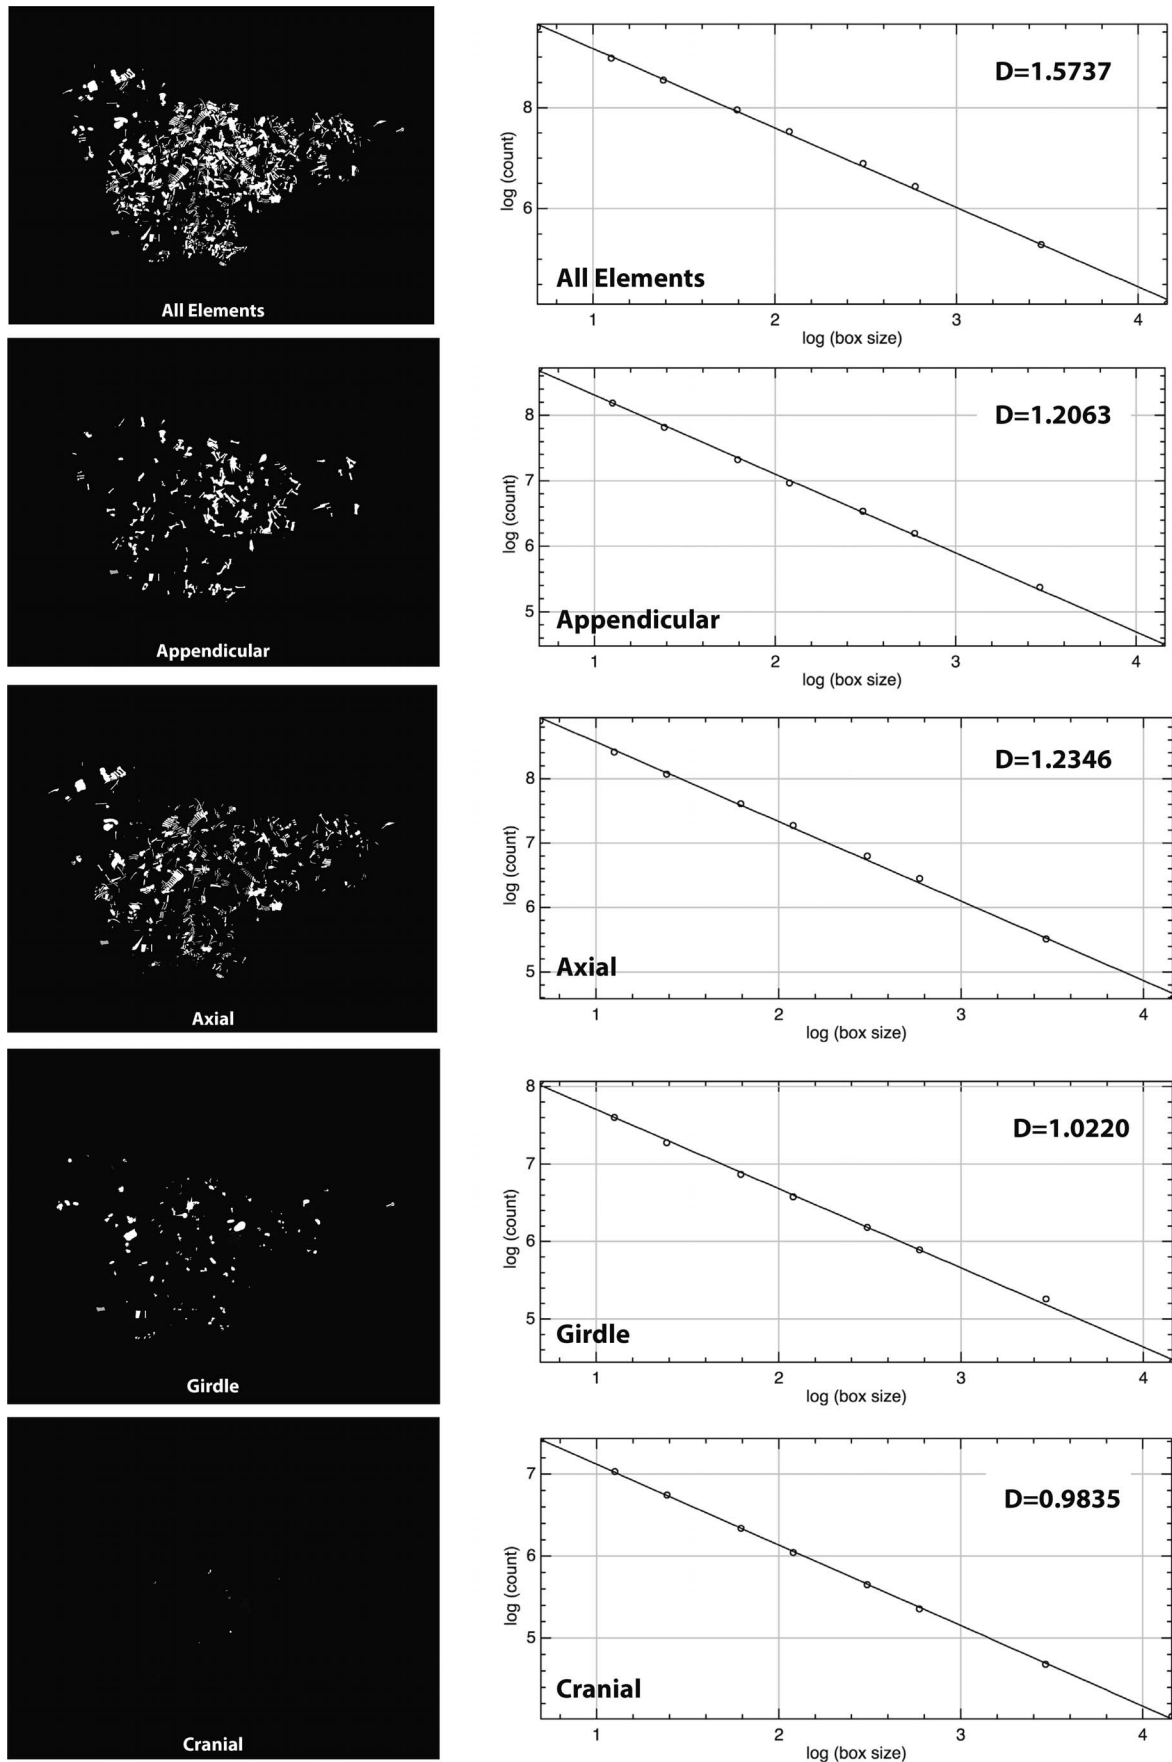 All Elements
D=1.5737
8
6
log (count)
All Elements
1
2
3
4
log (box size)
Appendicular
D=1.2063
8
7
6
5
log (count)
Appendicular
1
2
3
4
log (box size)
Axial
D=1.2346
8
7
6
5
log (count)
Axial
1
2
3
4
log (box size)
Girdle
D=1.0220
8
7
6
5
log (count)
Girdle
1
2
3
4
log (box size)
Cranial
D=0.9835
7
6
5
log (count)
Cranial
1
2
3
4
log (box size)